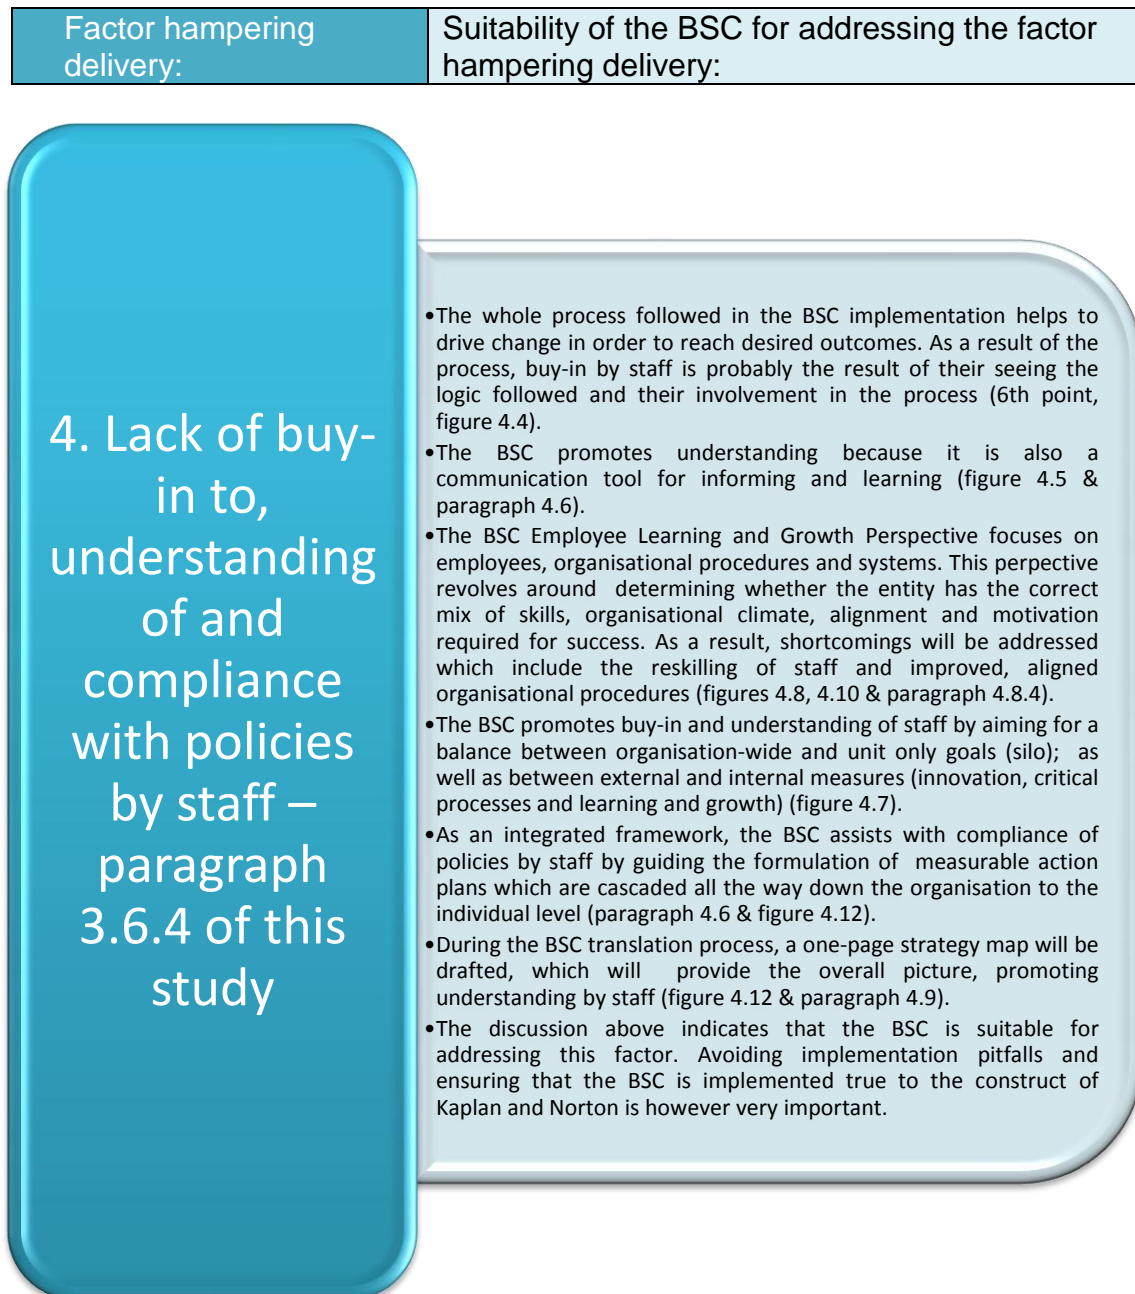 Factor hampering
delivery:
Suitability of the BSC for addressing the factor
hampering delivery:
4. Lack of buy-
in to,
understanding
of and
compliance
with policies
by staff –
paragraph
3.6.4 of this
study
•The whole process followed in the BSC implementation helps to
drive change in order to reach desired outcomes. As a result of the
process, buy-in by staff is probably the result of their seeing the
logic followed and their involvement in the process (6th point,
figure 4.4).
•The BSC promotes understanding because it is also a
communication tool for informing and learning (figure 4.5 &
paragraph 4.6).
•The BSC Employee Learning and Growth Perspective focuses on
employees, organisational procedures and systems. This perpective
revolves around determining whether the entity has the correct
mix of skills, organisational climate, alignment and motivation
required for success. As a result, shortcomings will be addressed
which include the reskilling of staff and improved, aligned
organisational procedures (figures 4.8, 4.10 & paragraph 4.8.4).
•The BSC promotes buy-in and understanding of staff by aiming for a
balance between organisation-wide and unit only goals (silo); as
well as between external and internal measures (innovation, critical
processes and learning and growth) (figure 4.7).
•As an integrated framework, the BSC assists with compliance of
policies by staff by guiding the formulation of measurable action
plans which are cascaded all the way down the organisation to the
individual level (paragraph 4.6 & figure 4.12).
•During the BSC translation process, a one-page strategy map will be
drafted, which will provide the overall picture, promoting
understanding by staff (figure 4.12 & paragraph 4.9).
•The discussion above indicates that the BSC is suitable for
addressing this factor. Avoiding implementation pitfalls and
ensuring that the BSC is implemented true to the construct of
Kaplan and Norton is however very important.